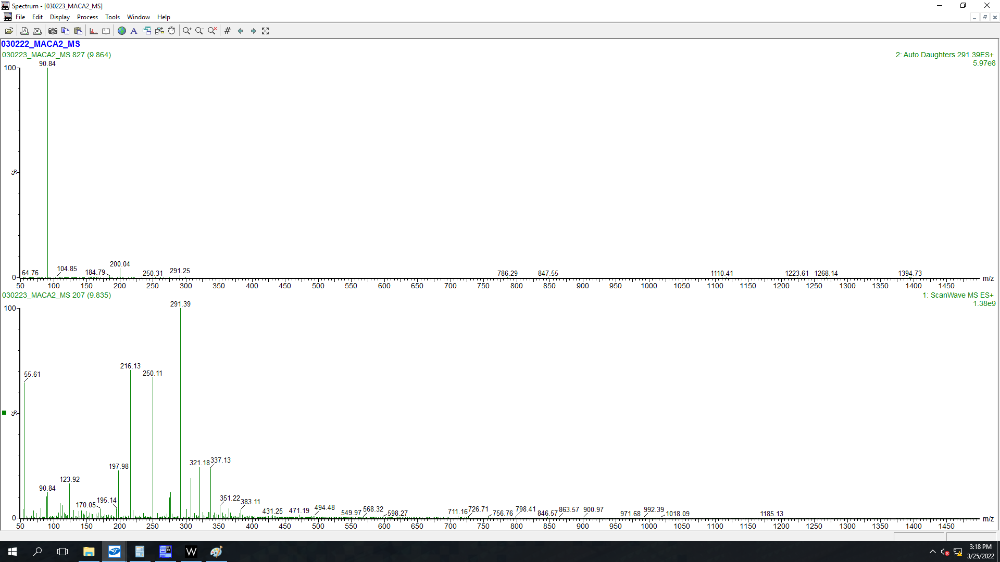 Spectrum - [030223_MACA2_MS]
File Edit Display Process Tools Window Help
030222_MACA2_MS
030223_MACA2_MS 827 (9.864)
2: Auto Daughters 291.39ES+
5.97e8
90.84
100
%
200.04
104.85
291.25
64.76 184.79 250.31 786.29 847.55 1110.41 1223.61 1268.14 1394.73
0
m/z
50 100 150 200 250 300 350 400 450 500 550 600 650 700 750 800 850 900 950 1000 1050 1100 1150 1200 1250 1300 1350 1400 1450
030223_MACA2_MS 207 (9.835)
1: ScanWave MS ES+
1.38e9
291.39
100
216.13
250.11
55.61
%
337.13
321.18
197.98
123.92
90.84
351.22
195.14
383.11
170.05
494.48
568.32 726.71 798.41 863.57 900.97 992.39
431.25 471.19 711.16
549.97 598.27 756.76 846.57 971.68 1018.09 1185.13
0
m/z
50 100 150 200 250 300 350 400 450 500 550 600 650 700 750 800 850 900 950 1000 1050 1100 1150 1200 1250 1300 1350 1400 1450
3:18 PM
3/25/2022